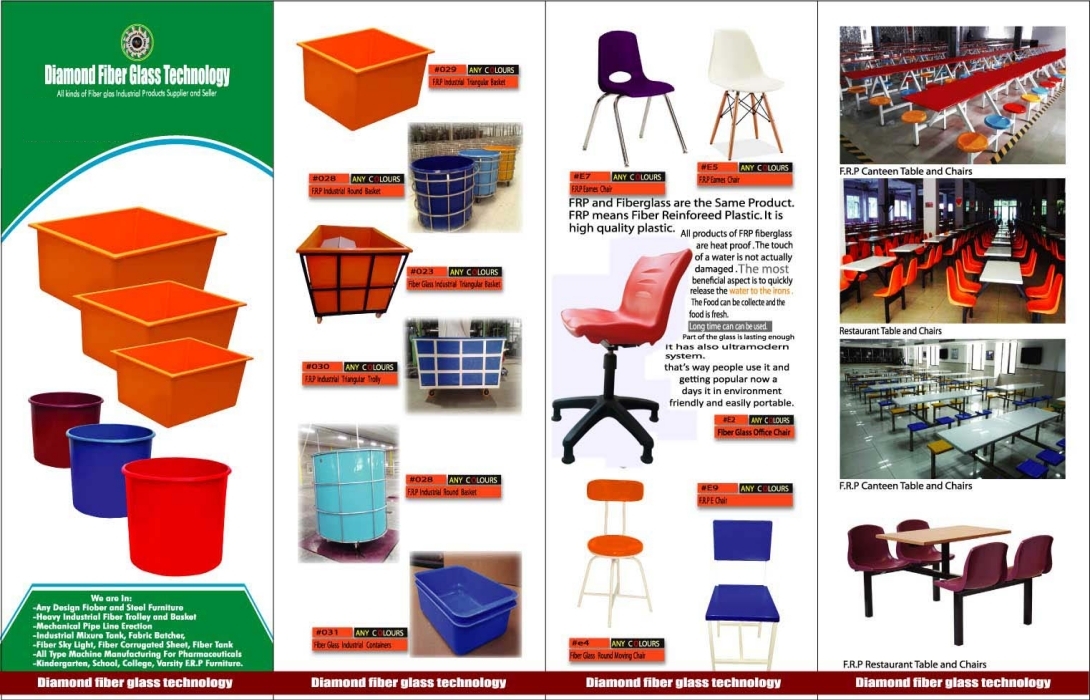 Diamond Fiber Glass Technology
All kinds of Fiber glas Industrial Products Supplier and Seller
We are In:
-Any Design Fiober and Steel Furniture
-Heavy Industrial Fiber Trolley and Basket
-Mechanical Pipe Line Erection
-Industrial Mixure Tank, Fabric Batcher,
-Fiber Sky Light, Fiber Corrugated Sheet, Fiber Tank
-All Type Machine Manufacturing For Pharmaceuticals
-Kindergarten, School, College, Varsity F.R.P Furniture.
Diamond fiber glass technology
#029 ANY COLOURS
F.R.P Industrial Triangular Basket
#028 ANY COLOURS
F.R.P Industrial Round Basket
#023 ANY COLOURS
Fiber Glass Industrial Triangular Basket
#030 ANY COLOURS
F.R.P Industrial Triangular Trolly
#028 ANY COLOURS
F.R.P Industrial Round Basket
#031 ANY COLOURS
Fiber Glass Industrial Containers
Diamond fiber glass technology
#E7 ANY COLOURS
F.R.P Eames Chair
#E5 ANY COLOURS
F.R.P Eames Chair
FRP and Fiberglass are the Same Product.
FRP means Fiber Reinforeed Plastic. It is
high quality plastic.
All products of FRP fiberglass
are heat proof .The touch
of a water is not actually
damaged .The most
beneficial aspect is to quickly
release the water to the irons .
The Food can be collecte and the
food is fresh.
Long time can can be used.
Part of the glass is lasting enough
it has also ultramodern
system.
that's way people use it and
getting popular now a
days it in environment
friendly and easily portable.
#E2 ANY COLOURS
Fiber Glass Office Chair
#E9 ANY COLOURS
F.R.P E Chair
#e4 ANY COLOURS
Fiber Glass Round Moving Chair
Diamond fiber glass technology
F.R.P Canteen Table and Chairs
Restaurant Table and Chairs
F.R.P Canteen Table and Chairs
F.R.P Restaurant Table and Chairs
Diamond fiber glass technology